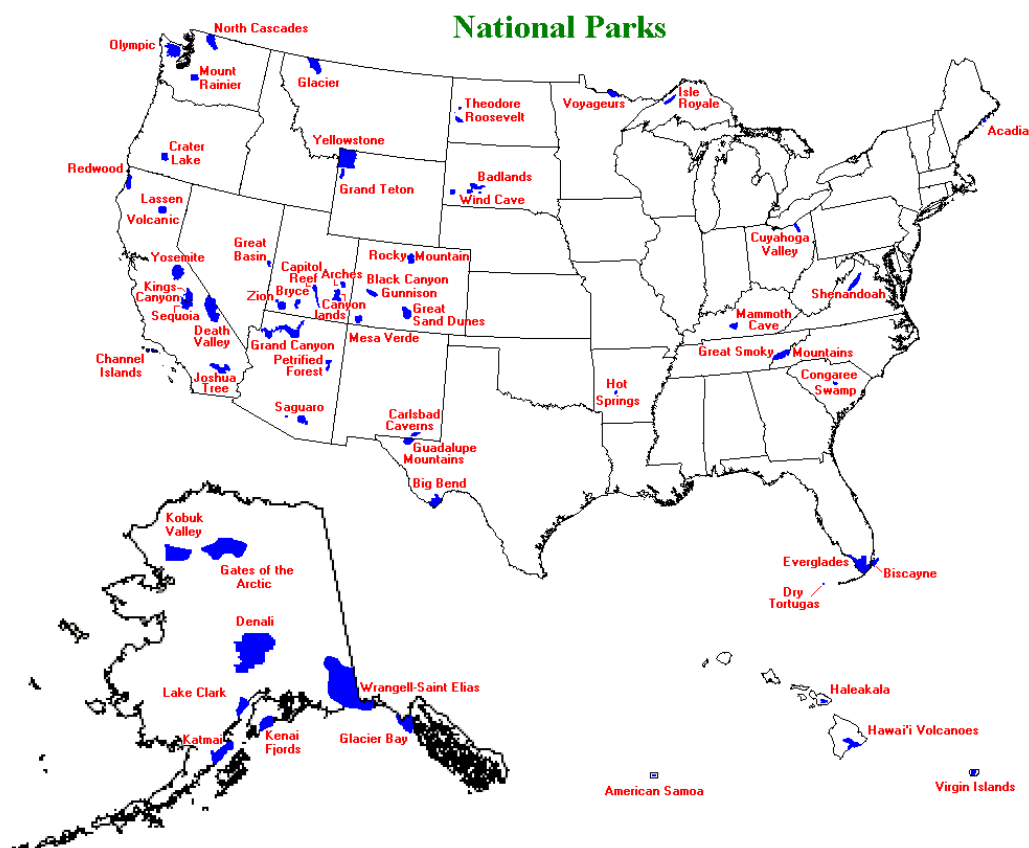 National Parks
North Cascades
Olympic
Mount
Rainier
Glacier
Theodore
Roosevelt
Voyageurs
Isle
Royale
Acadia
Yellowstone
Crater
Lake
Redwood
Grand Teton
Badlands
Wind Cave
Lassen
Volcanic
Cuyahoga
Valley
Great
Basin
Rocky Mountain
Yosemite
Capitol
Reef
Arches
Black Canyon
Gunnison
Shenandoah
Kings
Canyon
Zion
Bryce
Canyon
lands
Great
Sand Dunes
Sequoia
Death
Valley
Mammoth
Cave
Grand Canyon
Mesa Verde
Channel
Islands
Petrified
Forest
Great Smoky Mountains
Joshua
Tree
Hot
Springs
Congaree
Swamp
Saguaro
Carlsbad
Caverns
Guadalupe
Mountains
Big Bend
Kobuk
Valley
Gates of the
Arctic
Everglades
Biscayne
Dry
Tortugas
Denali
Wrangell-Saint Elias
Lake Clark
Haleakala
Katmai
Kenai
Fjords
Glacier Bay
Hawai'i Volcanoes
American Samoa
Virgin Islands